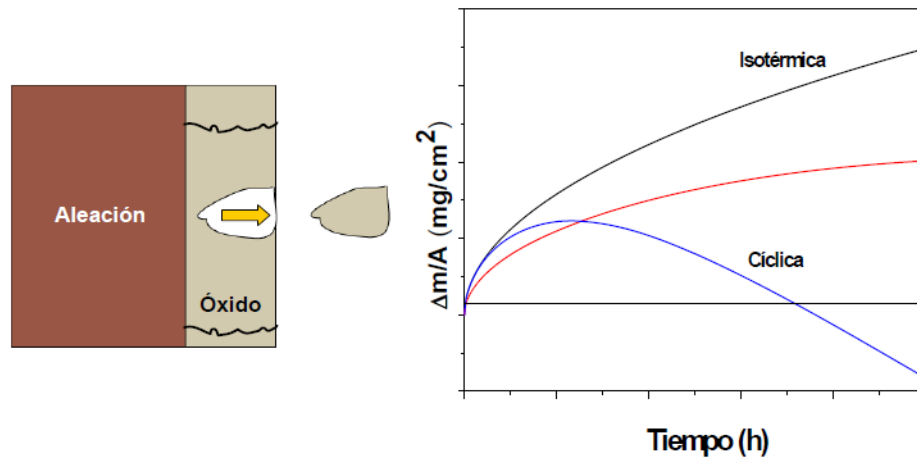 Aleación
Óxido
Isotérmica
Cíclica
Δm/A (mg/cm²)
Tiempo (h)